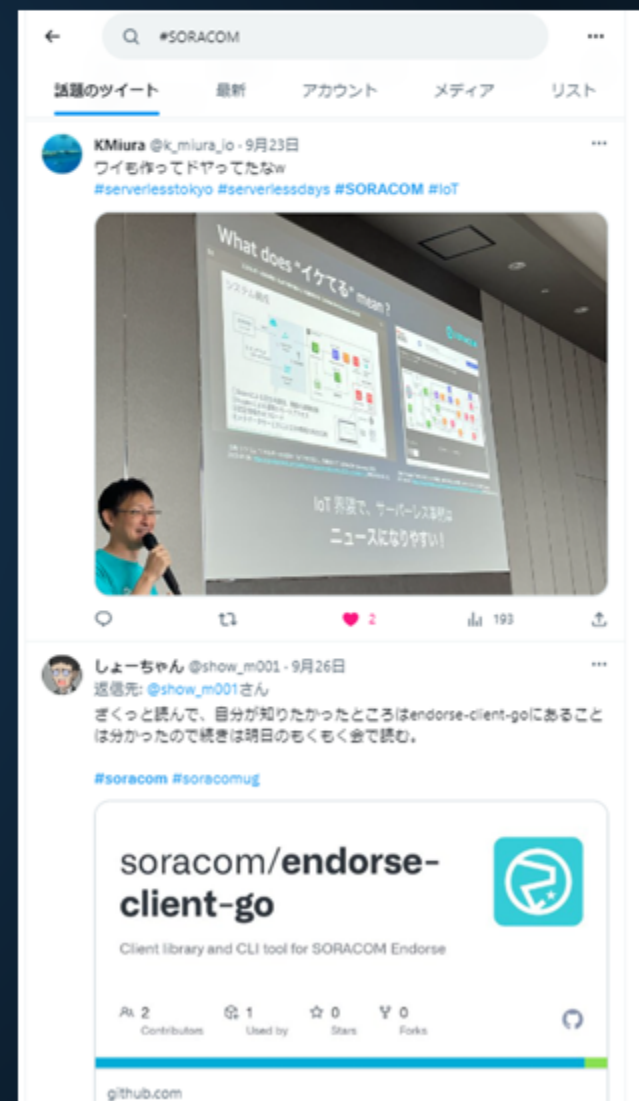 #SORACOM
話題のツイート 最新 アカウント メディア リスト
KMiura @k_miura_io · 9月23日
ワイも作ってドヤってたなw
#serverlesstokyo #serverlessdays #SORACOM #IoT
What does "イケてる" mean ?
システム構成
IoT 界隈で、サーバーレス事例は
ニュースになりやすい!
2 193
しょーちゃん @show_m001 · 9月26日
返信先: @show_m001さん
ざくっと読んで、自分が知りたかったところはendorse-client-goにあること
は分かったので続きは明日のもくもく会で読む。
#soracom #soracomug
soracom/endorse-
client-go
Client library and CLI tool for SORACOM Endorse
2 1 0 0
Contributors Used by Stars Forks
github.com